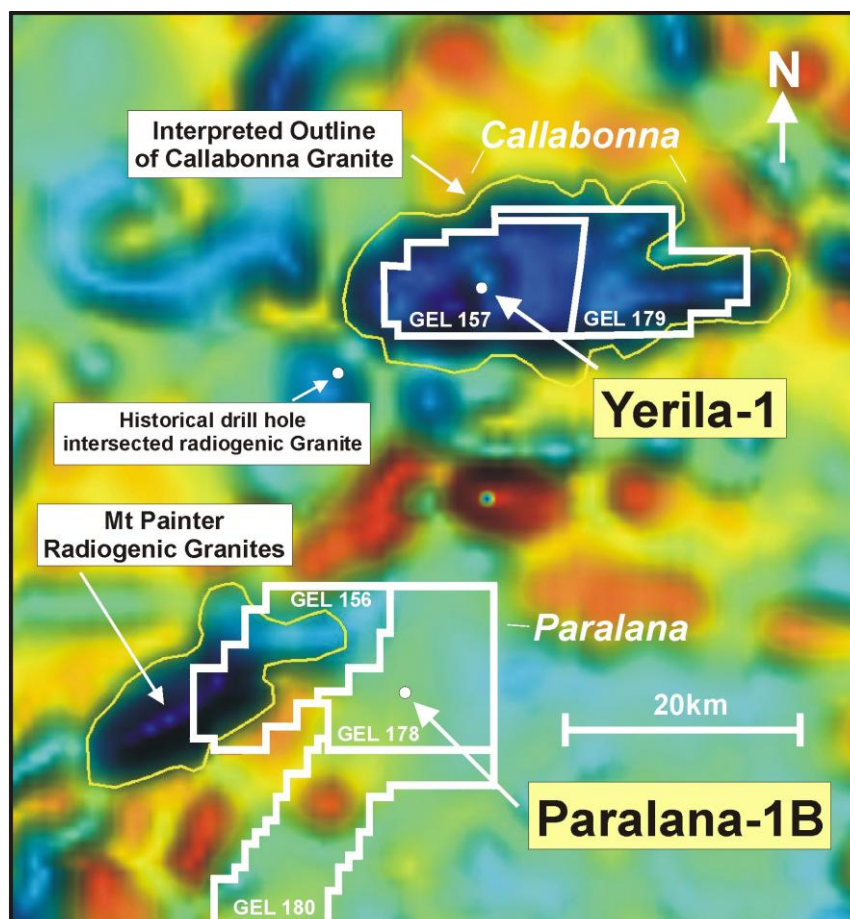 N
Interpreted Outline
of Callabonna Granite
Callabonna
GEL 157
GEL 179
Yerila-1
Historical drill hole
intersected radiogenic Granite
Mt Painter
Radiogenic Granites
GEL 156
Paralana
20km
GEL 178
Paralana-1B
GEL 180